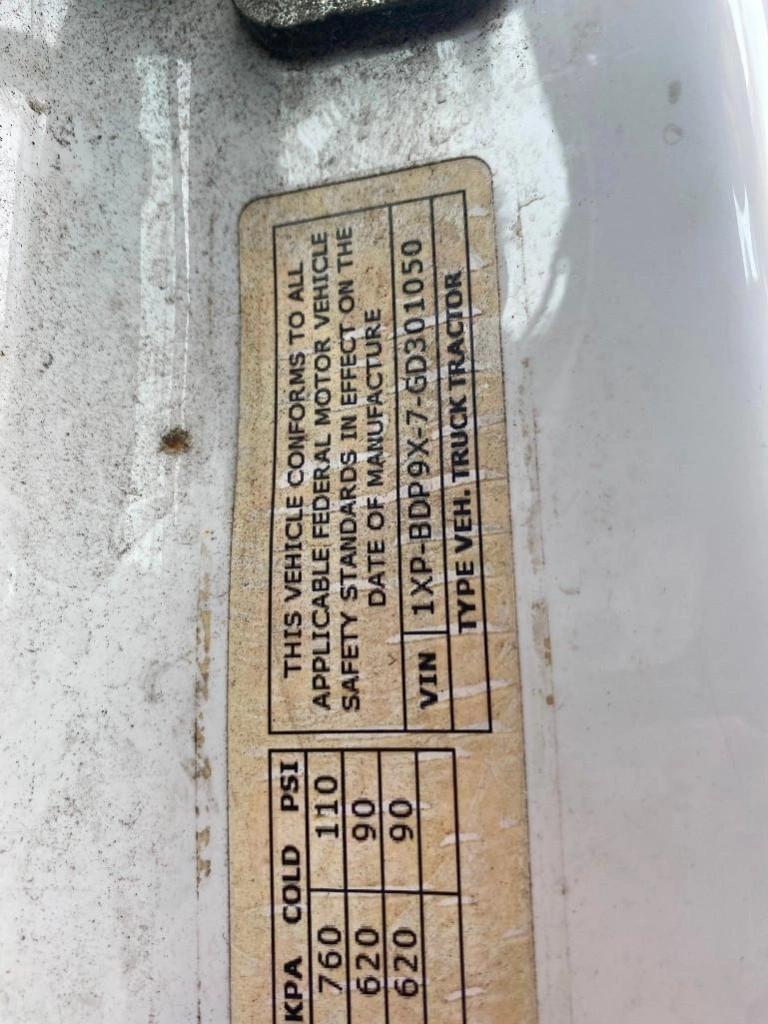 KPA COLD PSI
760 110
620 90
620 90
THIS VEHICLE CONFORMS TO ALL
APPLICABLE FEDERAL MOTOR VEHICLE
SAFETY STANDARDS IN EFFECT ON THE
DATE OF MANUFACTURE
VIN 1XP-BDP9X-7-GD301050
TYPE VEH. TRUCK TRACTOR